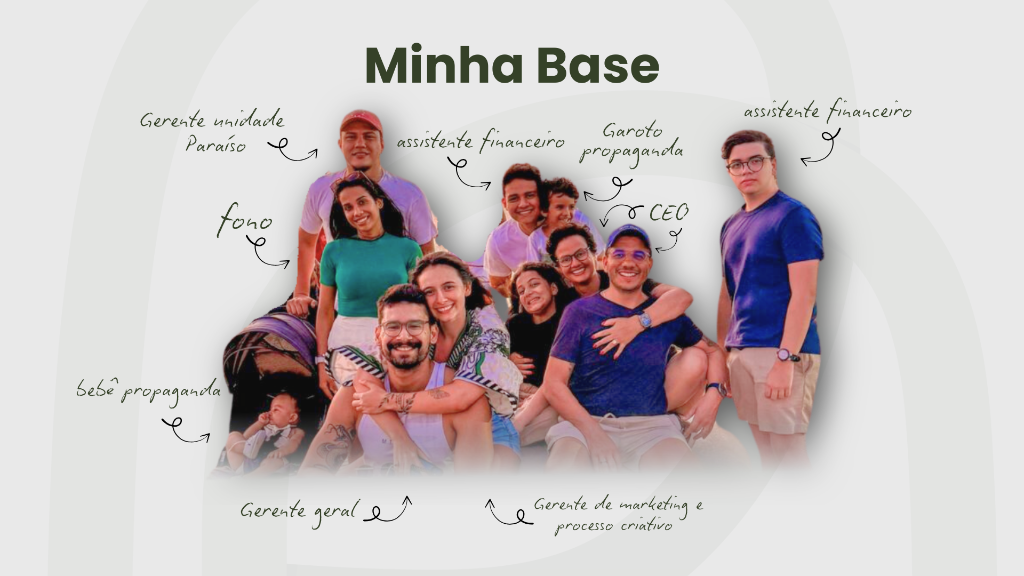 Minha Base
Gerente unidade
Paraíso
assistente financeiro
Garoto
propaganda
assistente financeiro
fono
CEO
bebê propaganda
Gerente geral
Gerente de marketing e
processo criativo